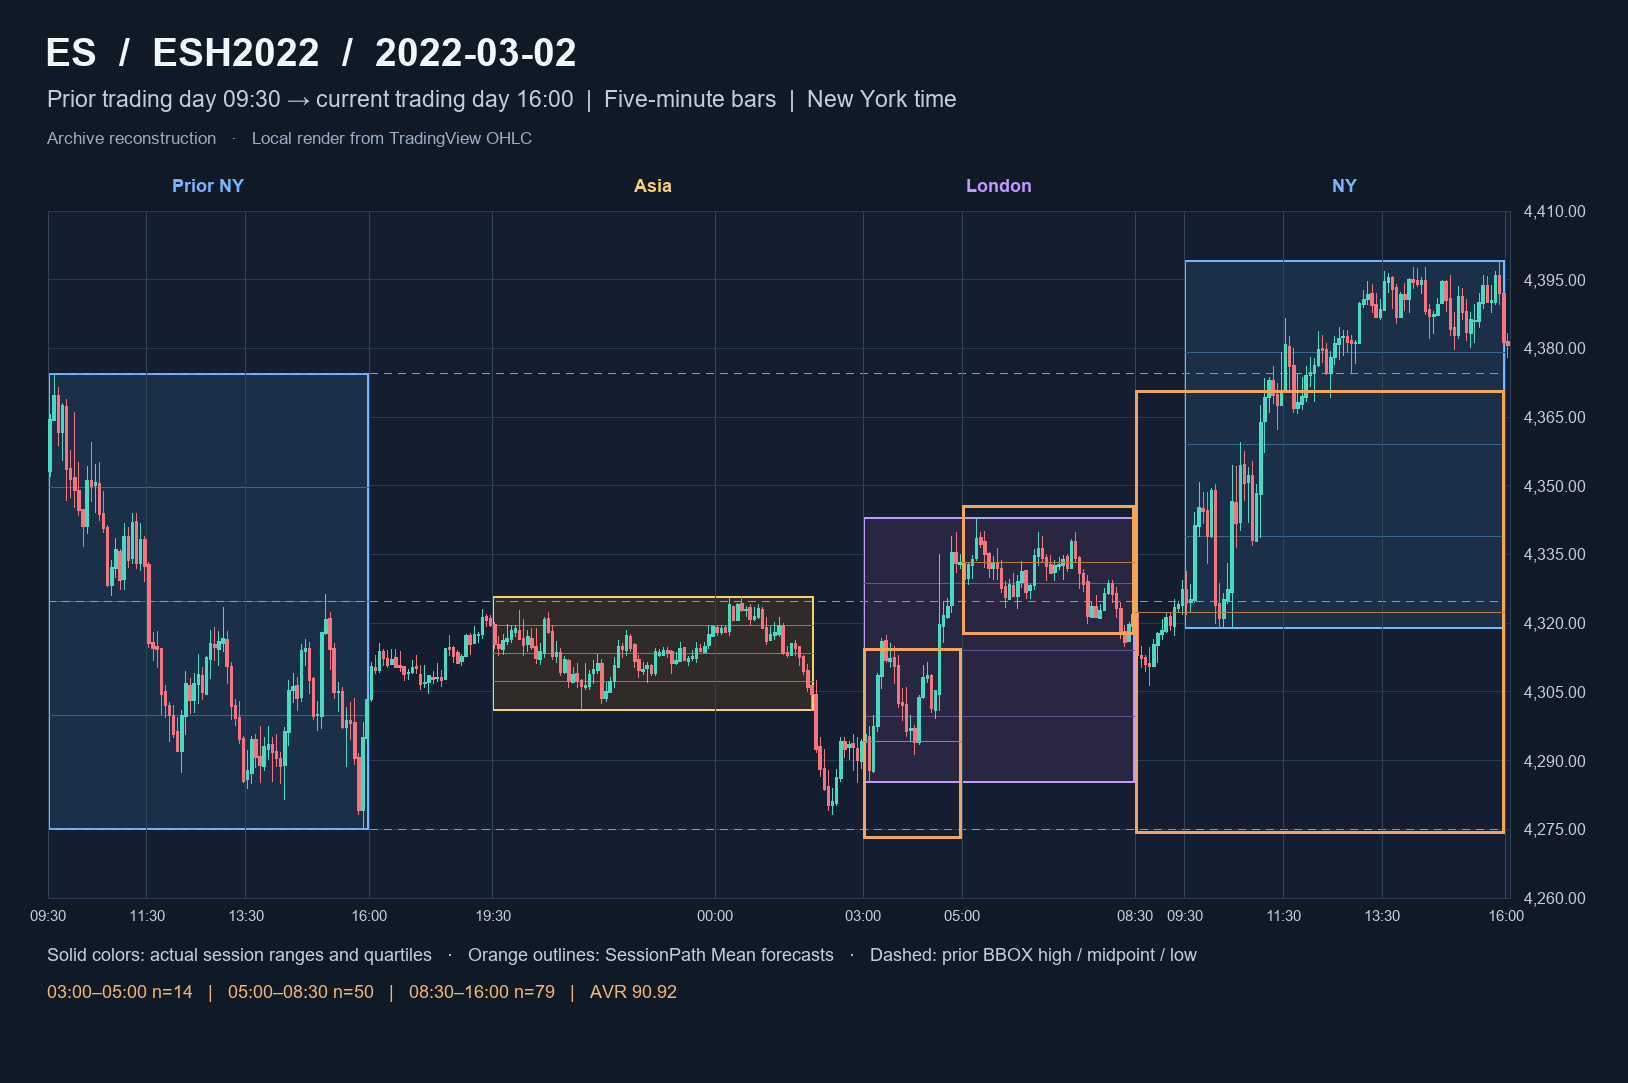 ES / ESH2022 / 2022-03-02
Prior trading day 09:30 → current trading day 16:00 | Five-minute bars | New York time
Archive reconstruction · Local render from TradingView OHLC
Prior NY Asia London NY
4,410.00
4,395.00
4,380.00
4,365.00
4,350.00
4,335.00
4,320.00
4,305.00
4,290.00
4,275.00
4,260.00
09:30 11:30 13:30 16:00 19:30 00:00 03:00 05:00 08:30 09:30 11:30 13:30 16:00
Solid colors: actual session ranges and quartiles · Orange outlines: SessionPath Mean forecasts · Dashed: prior BBOX high / midpoint / low
03:00–05:00 n=14 | 05:00–08:30 n=50 | 08:30–16:00 n=79 | AVR 90.92